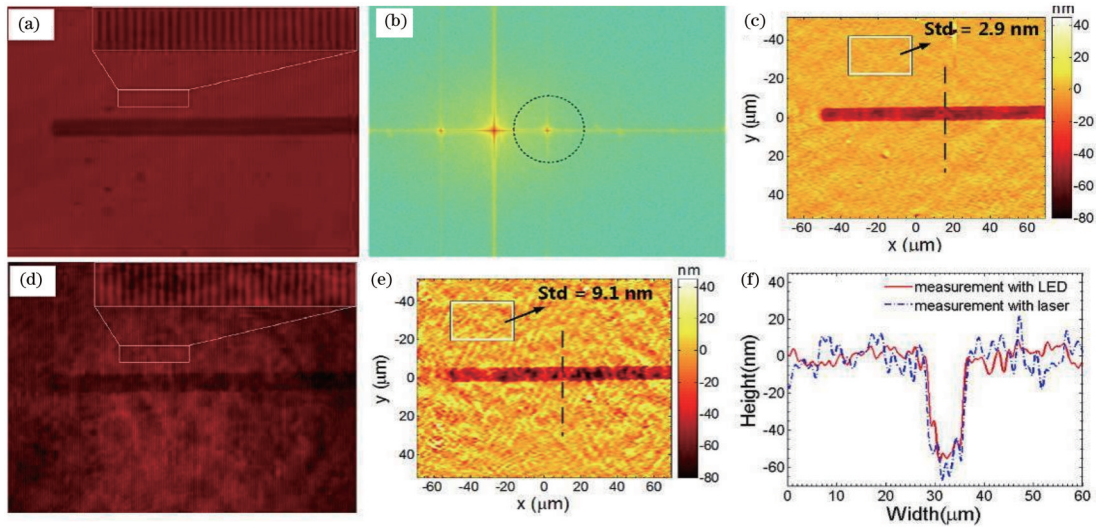 (a)
(b)
(c)
nm
Std = 2.9 nm
-40
-20
0
20
40
y (μm)
-60
-40
-20
0
20
40
60
x (μm)
40
20
0
-20
-40
-60
-80
(d)
(e)
nm
Std = 9.1 nm
-40
-20
0
20
40
y (μm)
-60
-40
-20
0
20
40
60
x (μm)
40
20
0
-20
-40
-60
-80
(f)
measurement with LED
measurement with laser
40
20
0
-20
-40
-60
Height(nm)
0
10
20
30
40
50
60
Width(μm)